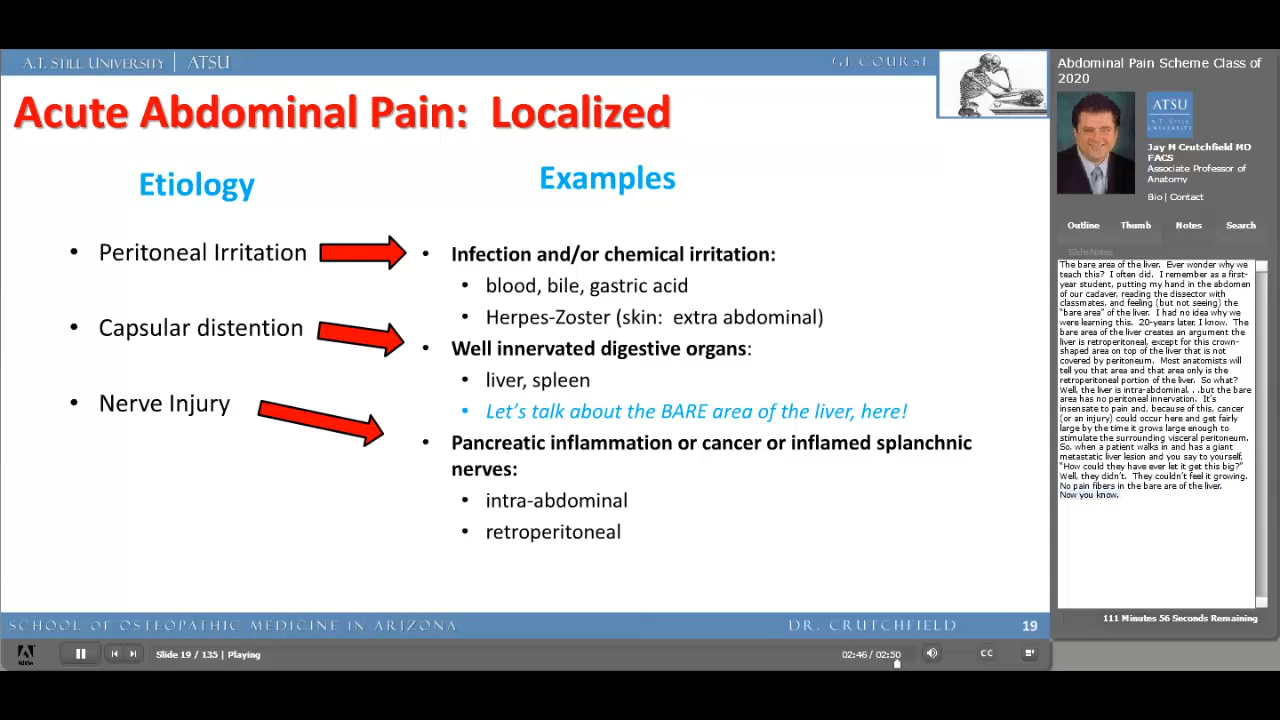 A.T. STILL UNIVERSITY | ATSU
GI COURSE
Acute Abdominal Pain: Localized
Etiology
Examples
• Peritoneal Irritation
• Capsular distention
• Nerve Injury
• Infection and/or chemical irritation:
• blood, bile, gastric acid
• Herpes-Zoster (skin: extra abdominal)
• Well innervated digestive organs:
• liver, spleen
• Let's talk about the BARE area of the liver, here!
• Pancreatic inflammation or cancer or inflamed splanchnic
nerves:
• intra-abdominal
• retroperitoneal
SCHOOL OF OSTEOPATHIC MEDICINE IN ARIZONA
DR. CRUTCHFIELD
19
Abdominal Pain Scheme Class of
2020
ATSU
A.T. STILL
UNIVERSITY
Jay M Crutchfield MD
FACS
Associate Professor of
Anatomy
Bio | Contact
Outline
Thumb
Notes
Search
Slide Notes
The bare area of the liver. Ever wonder why we
teach this? I often did. I remember as a first-
year student, putting my hand in the abdomen
of our cadaver, reading the dissector with
classmates, and feeling (but not seeing) the
"bare area" of the liver. I had no idea why we
were learning this. 20-years later, I know. The
bare area of the liver creates an argument the
liver is retroperitoneal, except for this crown-
shaped area on top of the liver that is not
covered by peritoneum. Most anatomists will
tell you that area and that area only is the
retroperitoneal portion of the liver. So what?
Well, the liver is intra-abdominal. . .but the bare
area has no peritoneal innervation. It's
insensate to pain and, because of this, cancer
(or an injury) could occur here and get fairly
large by the time it grows large enough to
stimulate the surrounding visceral peritoneum.
So, when a patient walks in and has a giant
metastatic liver lesion and you say to yourself,
"How could they have ever let it get this big?"
Well, they didn't. They couldn't feel it growing.
No pain fibers in the bare are of the liver.
Now you know.
111 Minutes 56 Seconds Remaining
Adobe
Slide 19 / 135 | Playing
02:46 / 02:50
CC